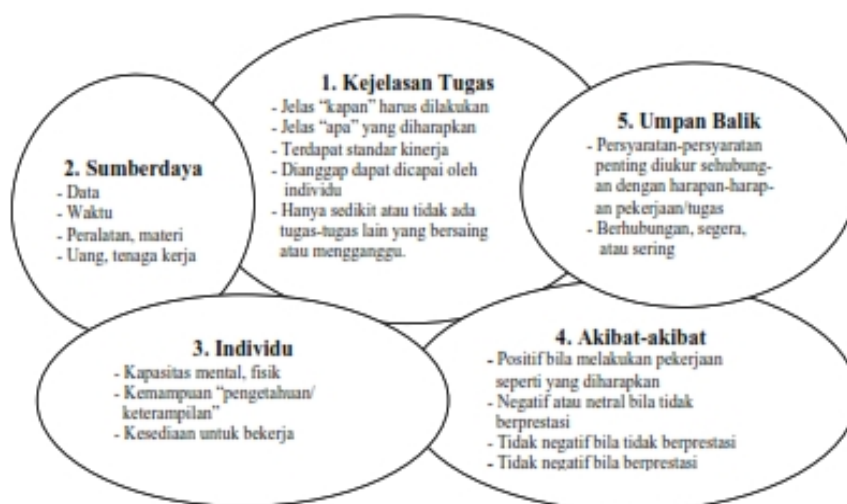 1. Kejelasan Tugas
- Jelas “kapan” harus dilakukan
- Jelas “apa” yang diharapkan
- Terdapat standar kinerja
- Dianggap dapat dicapai oleh
individu
- Hanya sedikit atau tidak ada
tugas-tugas lain yang bersaing
atau mengganggu.
2. Sumberdaya
- Data
- Waktu
- Peralatan, materi
- Uang, tenaga kerja
3. Individu
- Kapasitas mental, fisik
- Kemampuan “pengetahuan/
keterampilan”
- Kesediaan untuk bekerja
4. Akibat-akibat
- Positif bila melakukan pekerjaan
seperti yang diharapkan
- Negatif atau netral bila tidak
berprestasi
- Tidak negatif bila tidak berprestasi
- Tidak negatif bila berprestasi
5. Umpan Balik
- Persyaratan-persyaratan
penting diukur sehubung-
an dengan harapan-harap-
an pekerjaan/tugas
- Berhubungan, segera,
atau sering